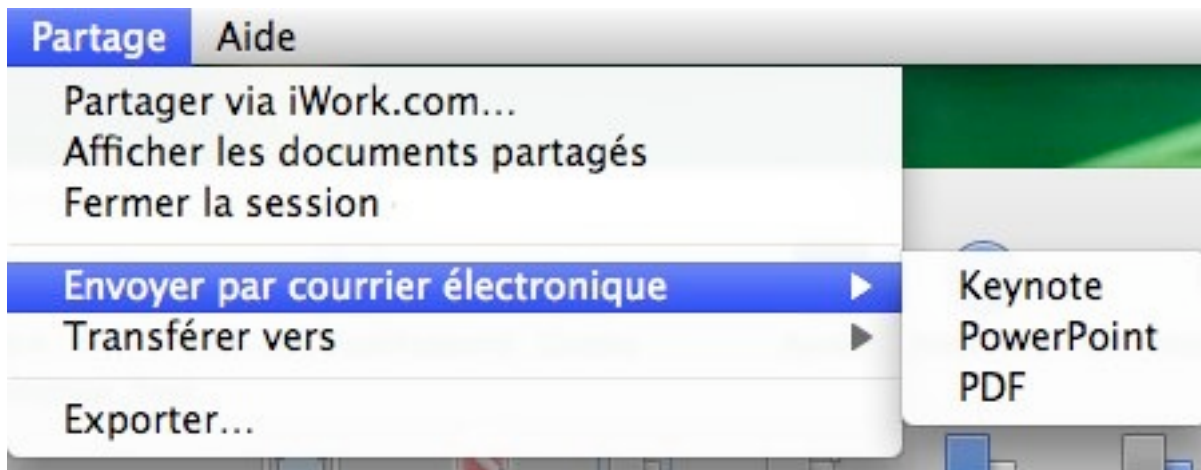 Partage Aide
Partager via iWork.com...
Afficher les documents partagés
Fermer la session
Envoyer par courrier électronique
Transférer vers
Exporter...
Keynote
PowerPoint
PDF